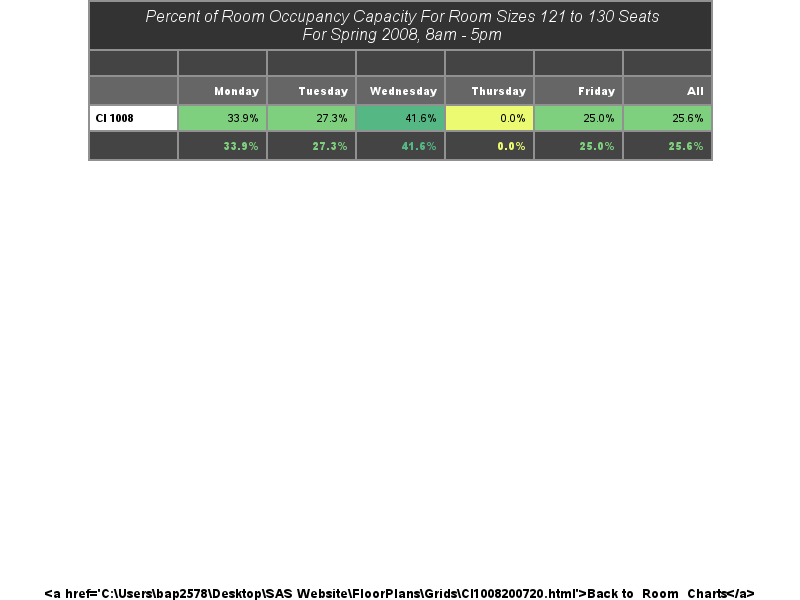 Percent of Room Occupancy Capacity For Room Sizes 121 to 130 Seats
For Spring 2008, 8am - 5pm
Monday Tuesday Wednesday Thursday Friday All
CI 1008 33.9% 27.3% 41.6% 0.0% 25.0% 25.6%
33.9% 27.3% 41.6% 0.0% 25.0% 25.6%
<a href='C:\Users\bap2578\Desktop\SAS Website\FloorPlans\Grids\CI1008200720.html'>Back to Room Charts</a>